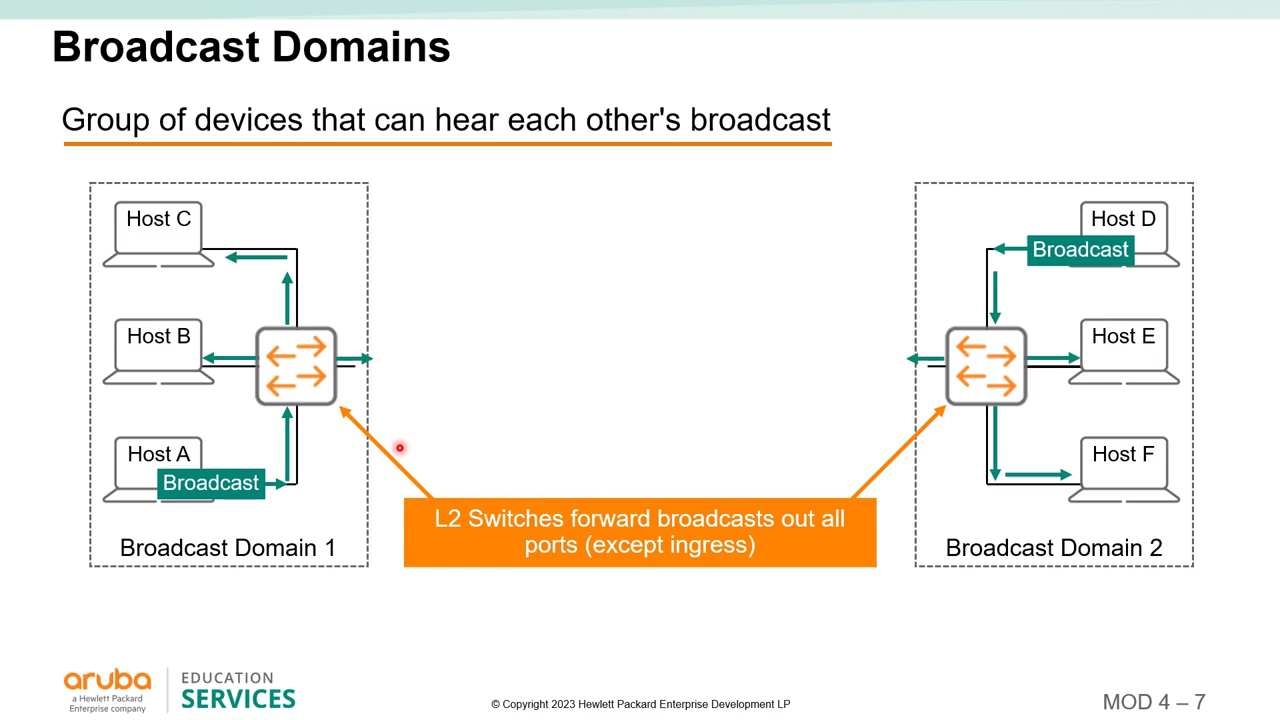 Broadcast Domains
Group of devices that can hear each other's broadcast
Host C
Host B
Host A
Broadcast
Broadcast Domain 1
Host D
Broadcast
Host E
Host F
Broadcast Domain 2
L2 Switches forward broadcasts out all
ports (except ingress)
aruba
a Hewlett Packard
Enterprise company
EDUCATION
SERVICES
© Copyright 2023 Hewlett Packard Enterprise Development LP
MOD 4 – 7